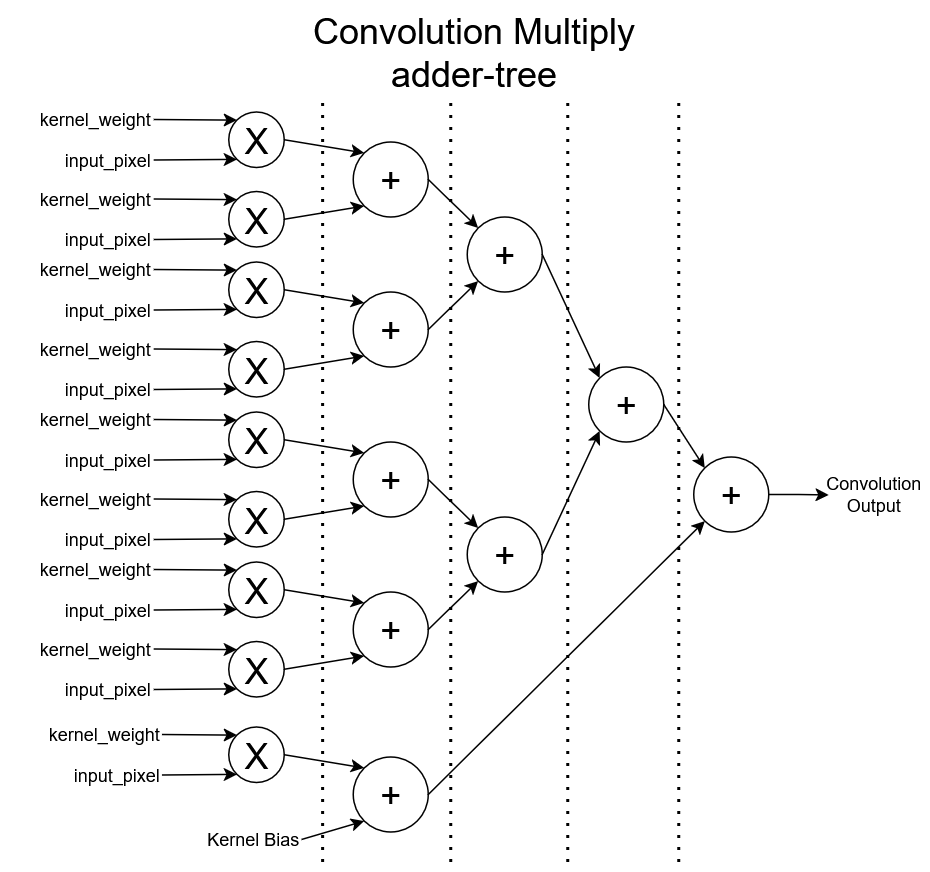 Convolution Multiply
adder-tree
kernel_weight
X
input_pixel
+
kernel_weight
X
input_pixel
+
kernel_weight
X
input_pixel
+
kernel_weight
X
input_pixel
+
kernel_weight
X
input_pixel
+
kernel_weight
X
input_pixel
+
Convolution
Output
+
kernel_weight
X
input_pixel
+
kernel_weight
X
input_pixel
kernel_weight
X
input_pixel
+
Kernel Bias